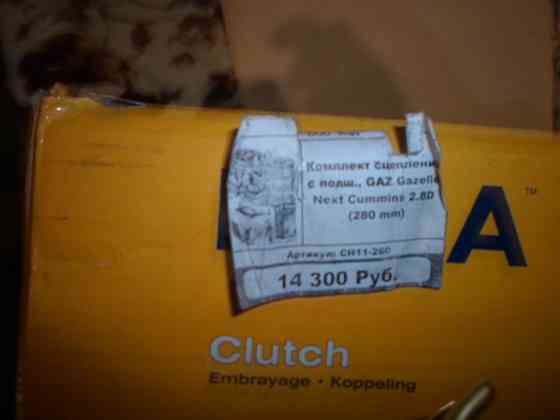 Комплект сцеплени
с подш., GAZ Gazelle
Next Cummins 2.8D
(280 mm)
Артикул: CH11-260
14 300 Руб.
A™
Clutch
Embrayage · Koppeling